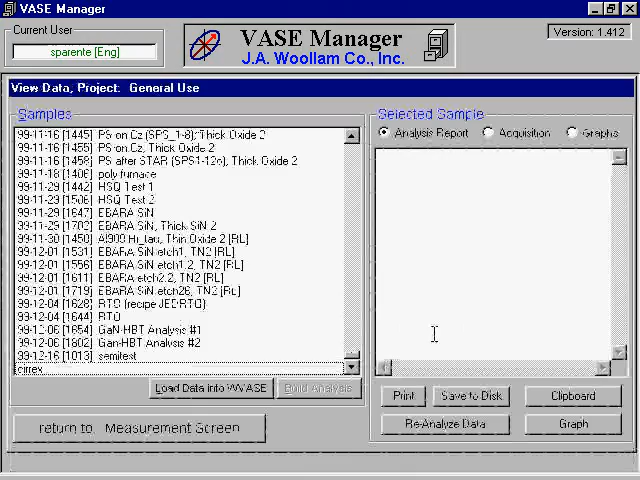 VASE Manager
Current User
sparente [Eng]
VASE Manager
J.A. Woollam Co., Inc.
Version: 1.412
View Data, Project: General Use
Samples
99-11-16 [1445] PS on Cz (SPS_1-8), Thick Oxide 2
99-11-16 [1455] PS on Cz, Thick Oxide 2
99-11-16 [1458] PS after STAR (SPS1-12c), Thick Oxide 2
99-11-18 [1406] poly furnace
99-11-29 [1442] HSQ Test 1
99-11-29 [1506] HSQ Test 2
99-11-29 [1647] EBARA SiN
99-11-29 [1702] EBARA SiN, Thick SiN 2
99-11-30 [1450] Al909 Hi_tau, Thin Oxide 2 [RL]
99-12-01 [1531] EBARA SiN etch1, TN2 [RL]
99-12-01 [1556] EBARA SiN etch1.2, TN2 [RL]
99-12-01 [1611] EBARA etch2.2, TN2 [RL]
99-12-01 [1719] EBARA SiN etch26, TN2 [RL]
99-12-04 [1628] RTO (recipe JEDRTO)
99-12-04 [1644] RTO
99-12-06 [1654] GaN-HBT Analysis #1
99-12-06 [1802] GaN-HBT Analysis #2
99-12-16 [1013] semitest
cirrex
Load Data into WVASE
Build Analysis
return to Measurement Screen
Selected Sample
Analysis Report
Acquisition
Graphs
Print
Save to Disk
Clipboard
Re-Analyze Data
Graph